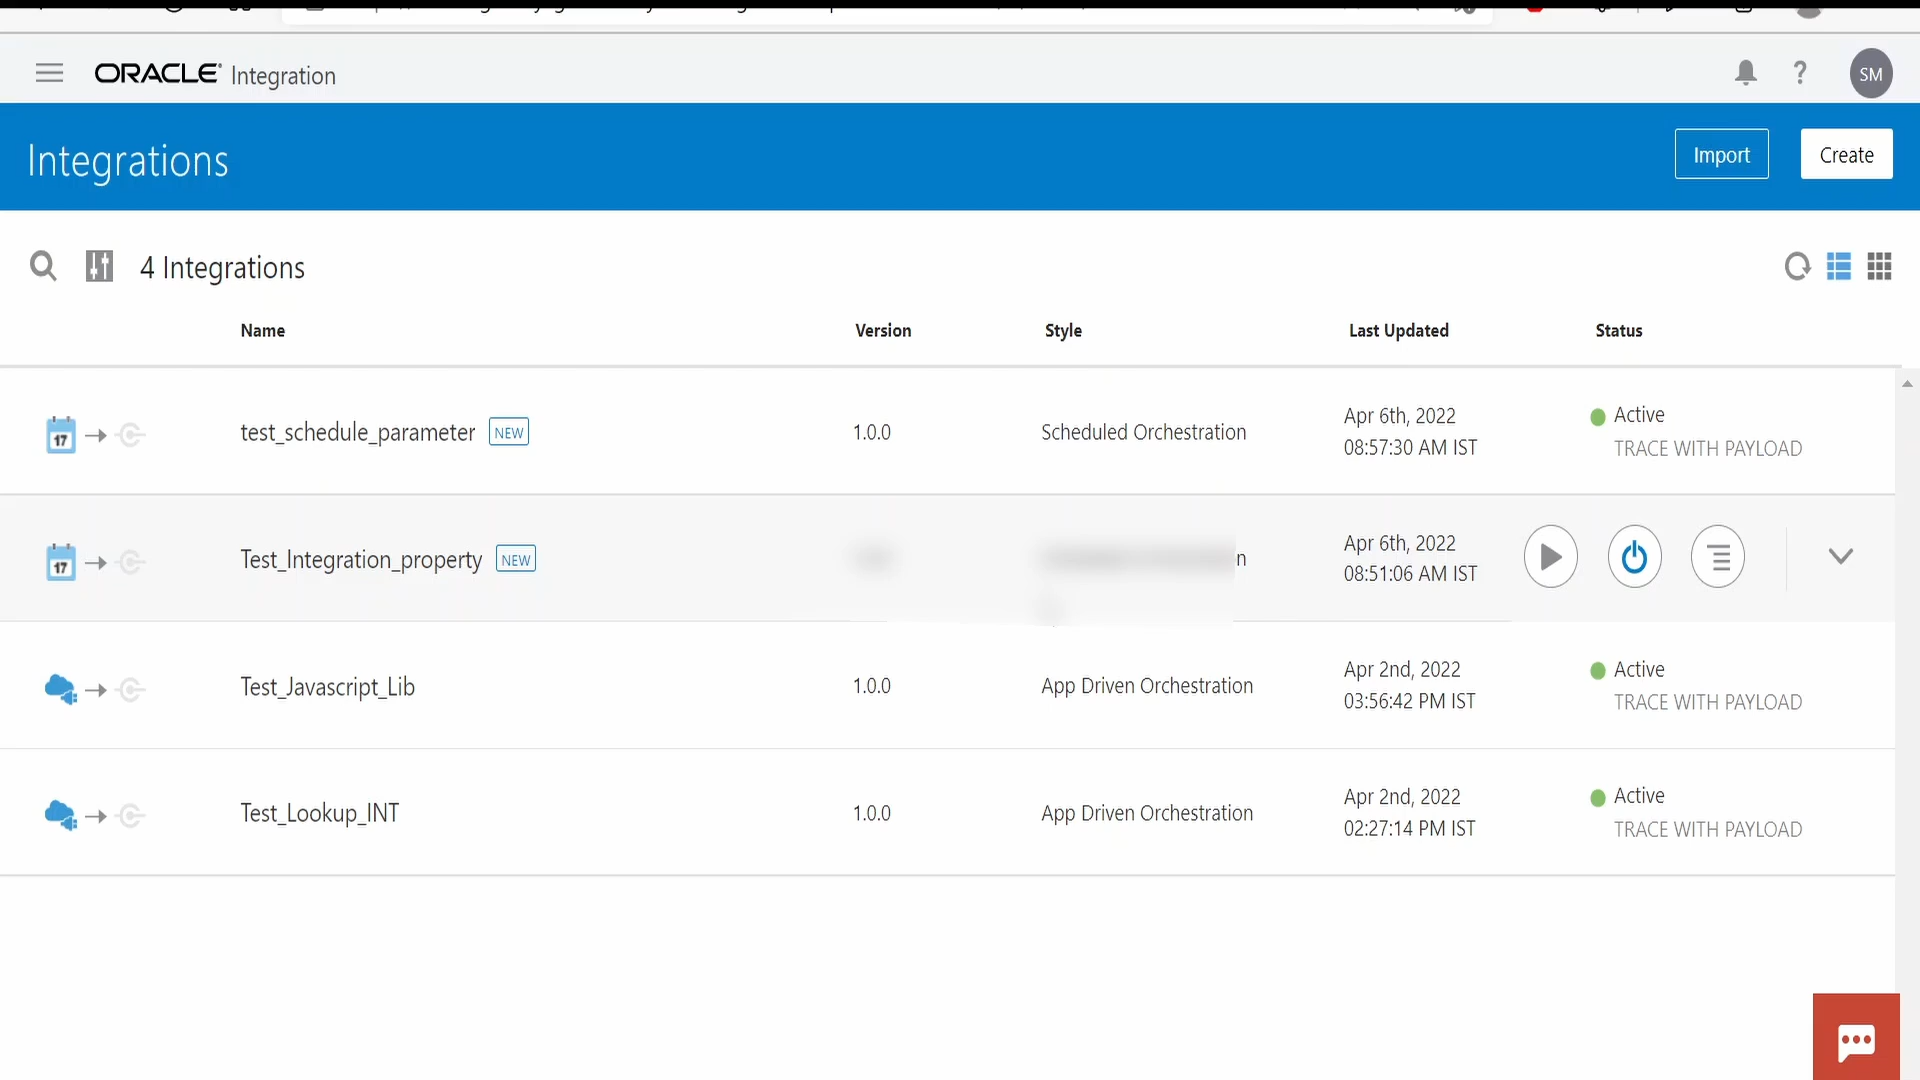 ORACLE Integration
SM
Integrations
Import
Create
4 Integrations
Name Version Style Last Updated Status
17
test_schedule_parameter NEW 1.0.0 Scheduled Orchestration Apr 6th, 2022 Active
08:57:30 AM IST TRACE WITH PAYLOAD
17
Test_Integration_property NEW Apr 6th, 2022
08:51:06 AM IST
Test_Javascript_Lib 1.0.0 App Driven Orchestration Apr 2nd, 2022 Active
03:56:42 PM IST TRACE WITH PAYLOAD
Test_Lookup_INT 1.0.0 App Driven Orchestration Apr 2nd, 2022 Active
02:27:14 PM IST TRACE WITH PAYLOAD